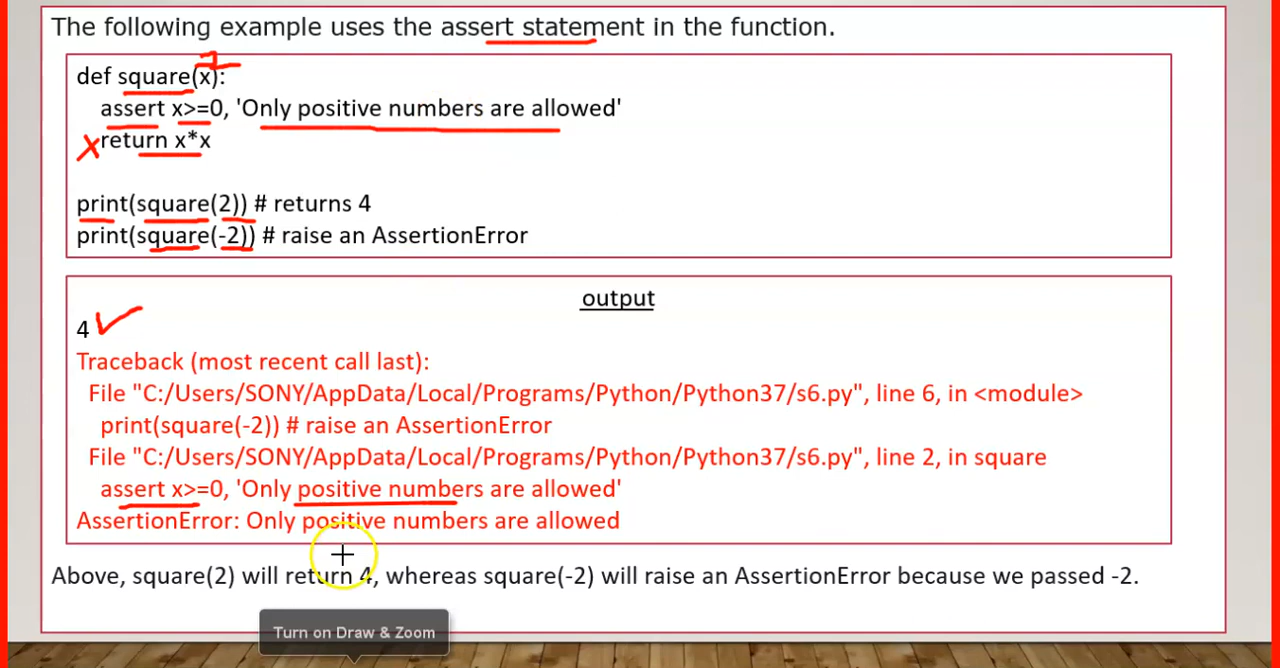 The following example uses the assert statement in the function.
def square(x):
assert x>=0, 'Only positive numbers are allowed'
return x*x
print(square(2)) # returns 4
print(square(-2)) # raise an AssertionError
output
4
Traceback (most recent call last):
File "C:/Users/SONY/AppData/Local/Programs/Python/Python37/s6.py", line 6, in <module>
print(square(-2)) # raise an AssertionError
File "C:/Users/SONY/AppData/Local/Programs/Python/Python37/s6.py", line 2, in square
assert x>=0, 'Only positive numbers are allowed'
AssertionError: Only positive numbers are allowed
Above, square(2) will return 4, whereas square(-2) will raise an AssertionError because we passed -2.
Turn on Draw & Zoom